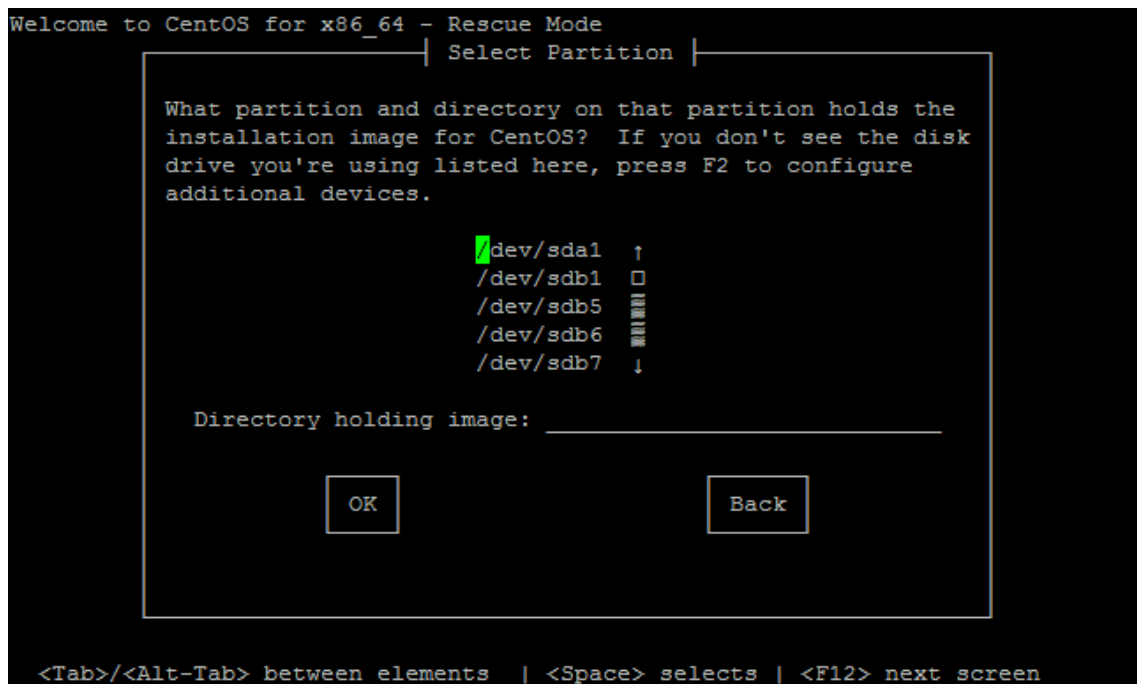 Welcome to CentOS for x86_64 - Rescue Mode
Select Partition
What partition and directory on that partition holds the
installation image for CentOS?  If you don't see the disk
drive you're using listed here, press F2 to configure
additional devices.
/dev/sda1 ↑
/dev/sdb1
/dev/sdb5
/dev/sdb6
/dev/sdb7 ↓
Directory holding image: ____________________________
OK Back
<Tab>/<Alt-Tab> between elements  | <Space> selects | <F12> next screen